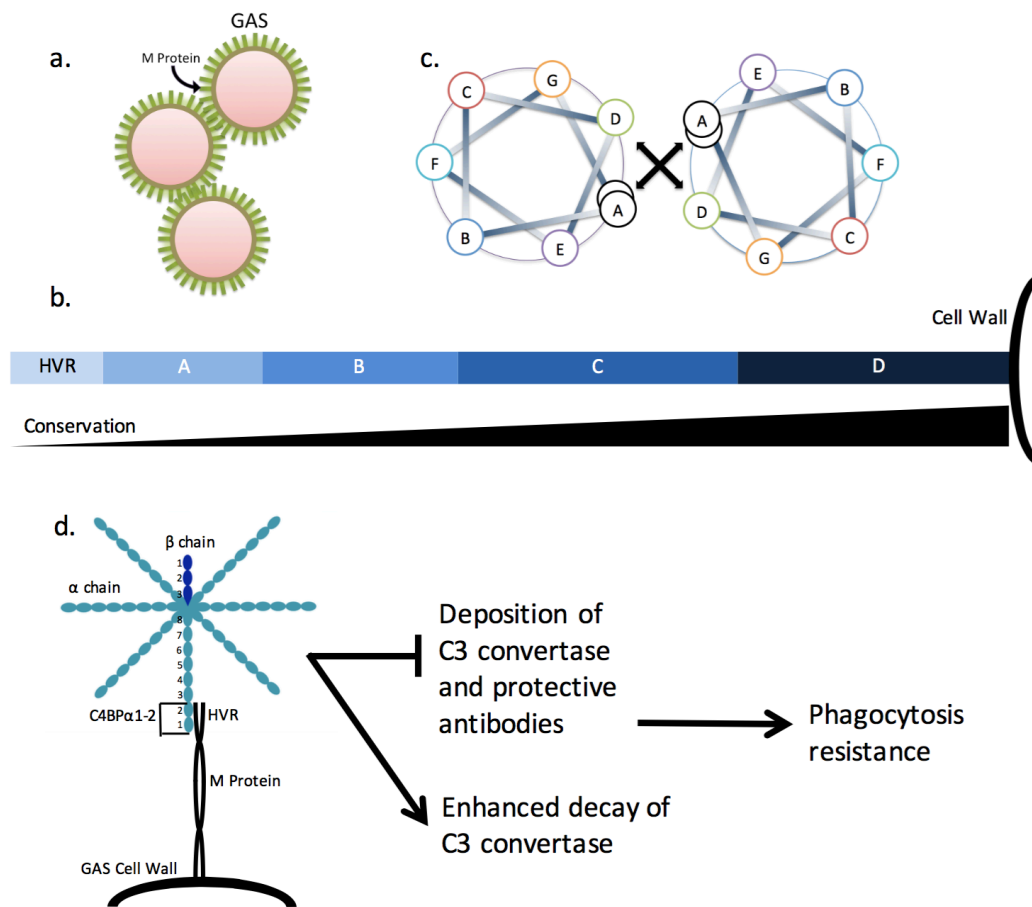 a.
GAS
M Protein
c.
C
G
D
F
A
B
E
E
B
A
F
D
C
G
b.
Cell Wall
HVR A B C D
Conservation
d.
β chain
1
2
3
α chain
8
7
6
5
4
3
2
1
C4BPα1-2
HVR
M Protein
GAS Cell Wall
Deposition of
C3 convertase
and protective
antibodies
Phagocytosis
resistance
Enhanced decay of
C3 convertase